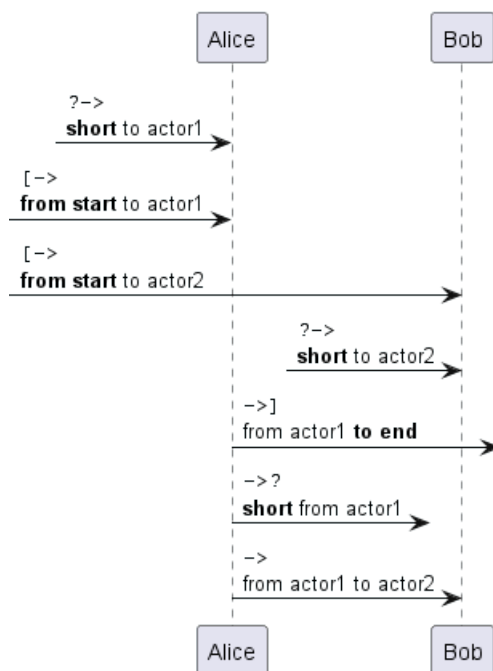 Alice Bob
?->
short to actor1
[->
from start to actor1
[->
from start to actor2
?->
short to actor2
->]
from actor1 to end
->?
short from actor1
->
from actor1 to actor2
Alice Bob